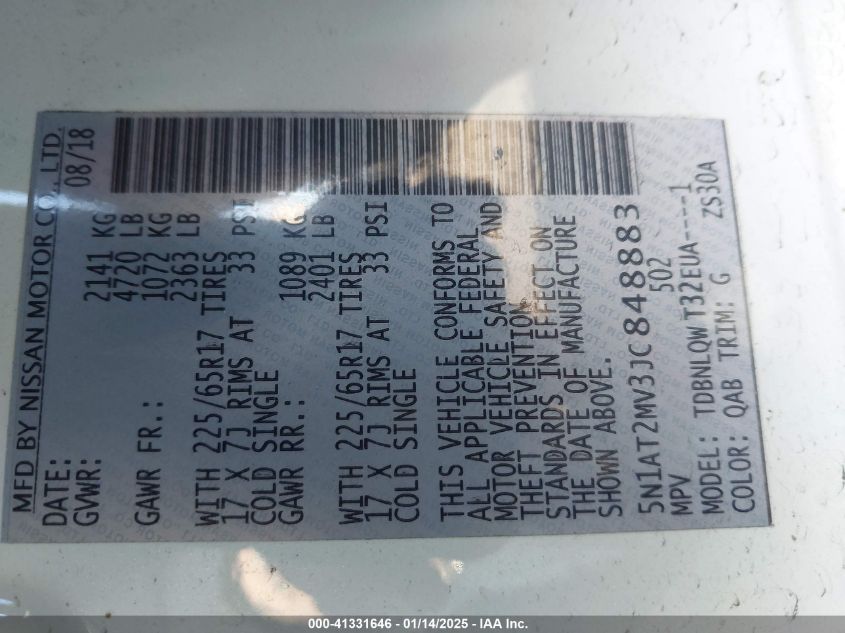 MFD BY NISSAN MOTOR CO., LTD.
DATE: 08/18
GVWR: 2141 KG
4720 LB
GAWR FR.: 1072 KG
2363 LB
WITH 225/65R17 TIRES
17 X 7J RIMS AT 33 PSI
COLD SINGLE
GAWR RR.: 1089 KG
2401 LB
WITH 225/65R17 TIRES
17 X 7J RIMS AT 33 PSI
COLD SINGLE
THIS VEHICLE CONFORMS TO
ALL APPLICABLE FEDERAL
MOTOR VEHICLE SAFETY AND
THEFT PREVENTION
STANDARDS IN EFFECT ON
THE DATE OF MANUFACTURE
SHOWN ABOVE.
5N1AT2MV3JC848883
MPV 502
MODEL: TDBNLQW T32EUA----1
COLOR: QAB TRIM: G ZS30A
000-41331646 - 01/14/2025 - IAA Inc.